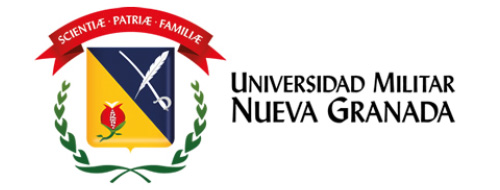 SCIENTIÆ · PATRIÆ · FAMILIÆ
UNIVERSIDAD MILITAR
NUEVA GRANADA